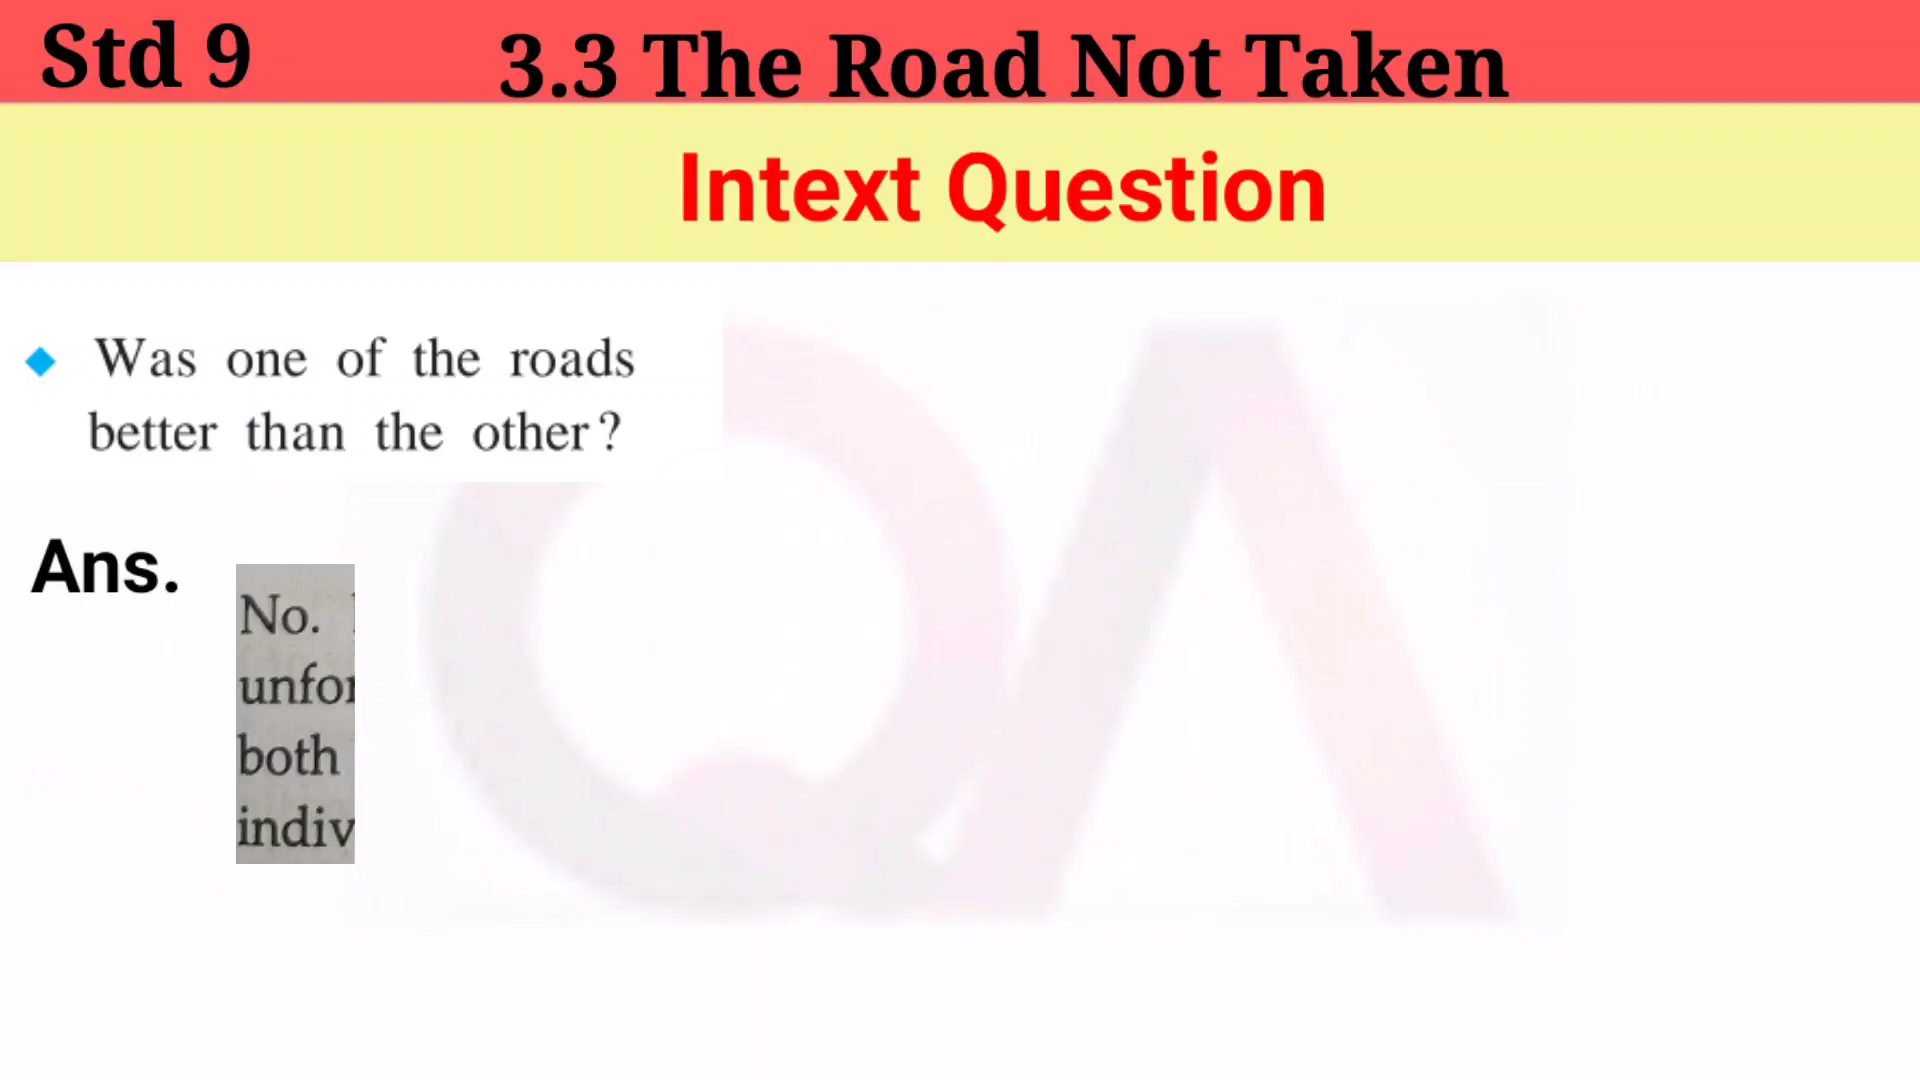 Std 9 3.3 The Road Not Taken
Intext Question
Was one of the roads
better than the other?
Ans.
No.
both